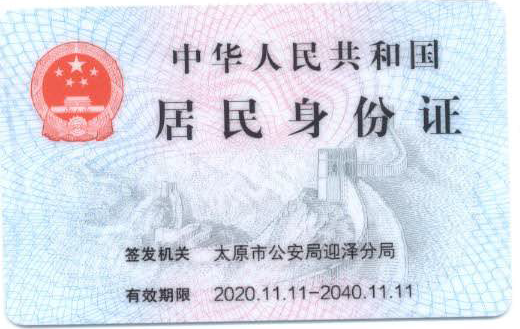 中华人民共和国
居民身份证
签发机关 太原市公安局迎泽分局
有效期限 2020.11.11-2040.11.11